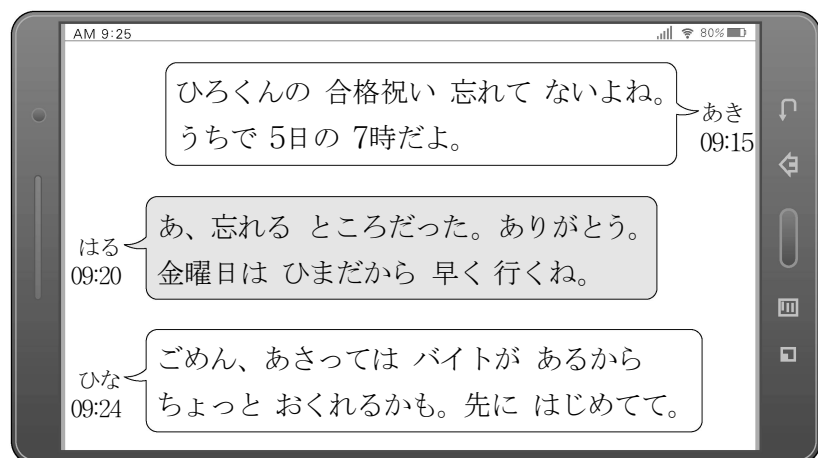 AM 9:25 80%
ひろくんの 合格祝い 忘れて ないよね。
うちで 5日の 7時だよ。
あき
09:15
あ、忘れる ところだった。ありがとう。
金曜日は ひまだから 早く 行くね。
はる
09:20
ごめん、あさっては バイトが あるから
ちょっと おくれるかも。先に はじめてて。
ひな
09:24